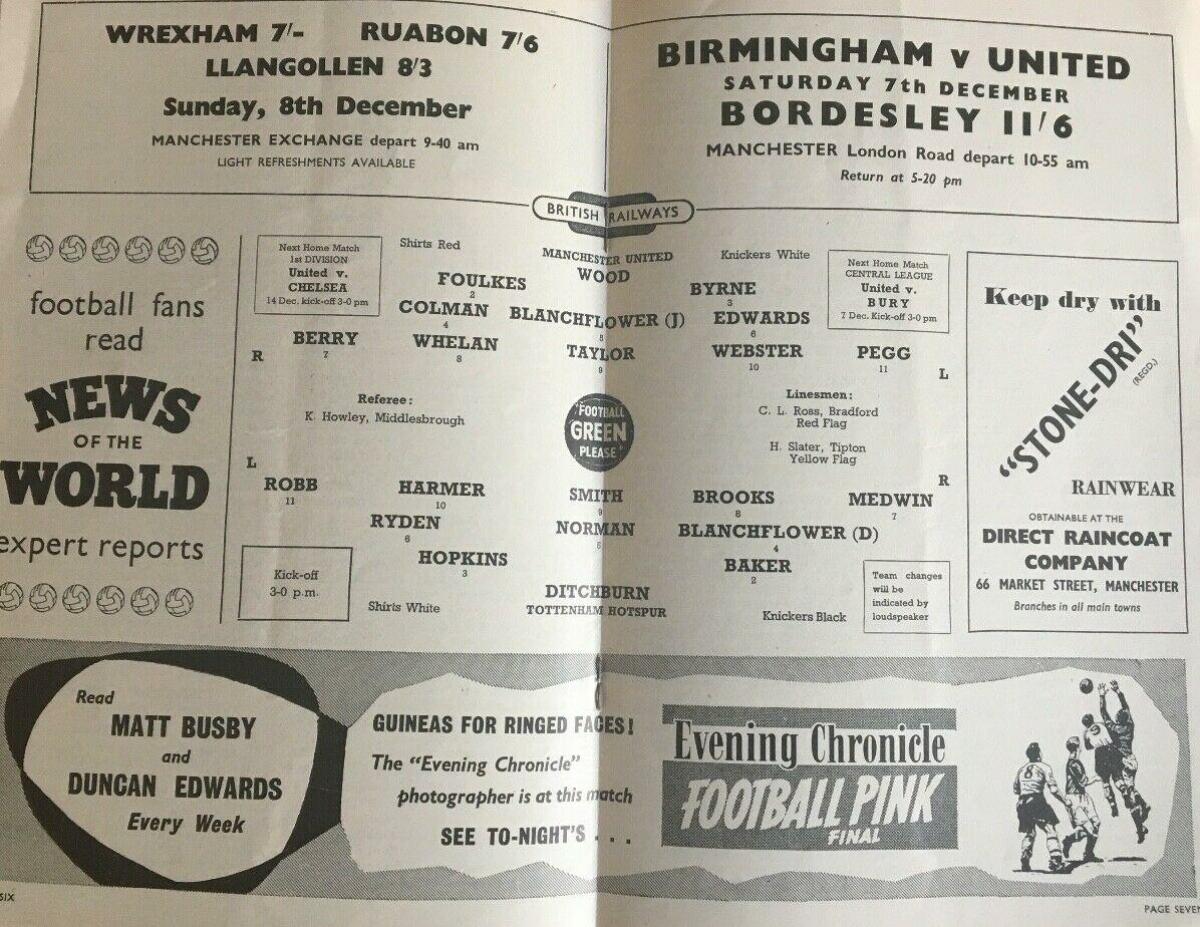 WREXHAM 7/- RUABON 7/6
LLANGOLLEN 8/3
Sunday, 8th December
MANCHESTER EXCHANGE depart 9-40 am
LIGHT REFRESHMENTS AVAILABLE
BIRMINGHAM v UNITED
SATURDAY 7th DECEMBER
BORDESLEY 11/6
MANCHESTER London Road depart 10-55 am
Return at 5-20 pm
BRITISH RAILWAYS
football fans
read
NEWS
OF THE
WORLD
expert reports
Next Home Match
1st DIVISION
United v.
CHELSEA
14 Dec. kick-off 3-0 pm
Shirts Red
MANCHESTER UNITED
Knickers White
WOOD
FOULKES
2
BYRNE
3
COLMAN
4
BLANCHFLOWER (J)
5
EDWARDS
6
R
BERRY
7
WHELAN
8
TAYLOR
9
WEBSTER
10
PEGG
11
L
Next Home Match
CENTRAL LEAGUE
United v.
BURY
7 Dec. Kick-off 3-0 pm
Referee:
K. Howley, Middlesbrough
FOOTBALL
GREEN
PLEASE
Linesmen:
C. L. Ross, Bradford
Red Flag
H. Slater, Tipton
Yellow Flag
L
R
ROBB
11
HARMER
10
SMITH
9
BROOKS
8
MEDWIN
7
RYDEN
6
NORMAN
5
BLANCHFLOWER (D)
4
HOPKINS
3
BAKER
2
DITCHBURN
TOTTENHAM HOTSPUR
Shirts White
Knickers Black
Kick-off
3-0 p.m.
Team changes
will be
indicated by
loudspeaker
Keep dry with
"STONE-DRI"
(REGD.)
RAINWEAR
OBTAINABLE AT THE
DIRECT RAINCOAT
COMPANY
66 MARKET STREET, MANCHESTER
Branches in all main towns
Read
MATT BUSBY
and
DUNCAN EDWARDS
Every Week
GUINEAS FOR RINGED FACES!
The "Evening Chronicle"
photographer is at this match
SEE TO-NIGHT'S . . .
Evening Chronicle
FOOTBALL PINK
FINAL
8
SIX
PAGE SEVEN